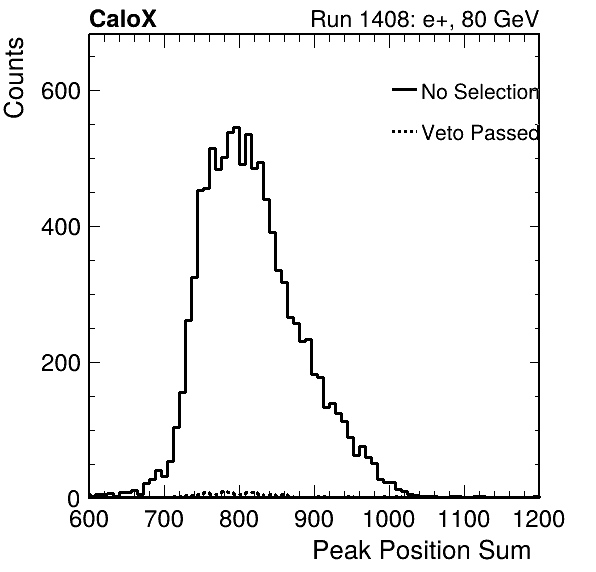 CaloX Run 1408: e+, 80 GeV
Counts
No Selection
Veto Passed
600
400
200
0
600 700 800 900 1000 1100 1200
Peak Position Sum